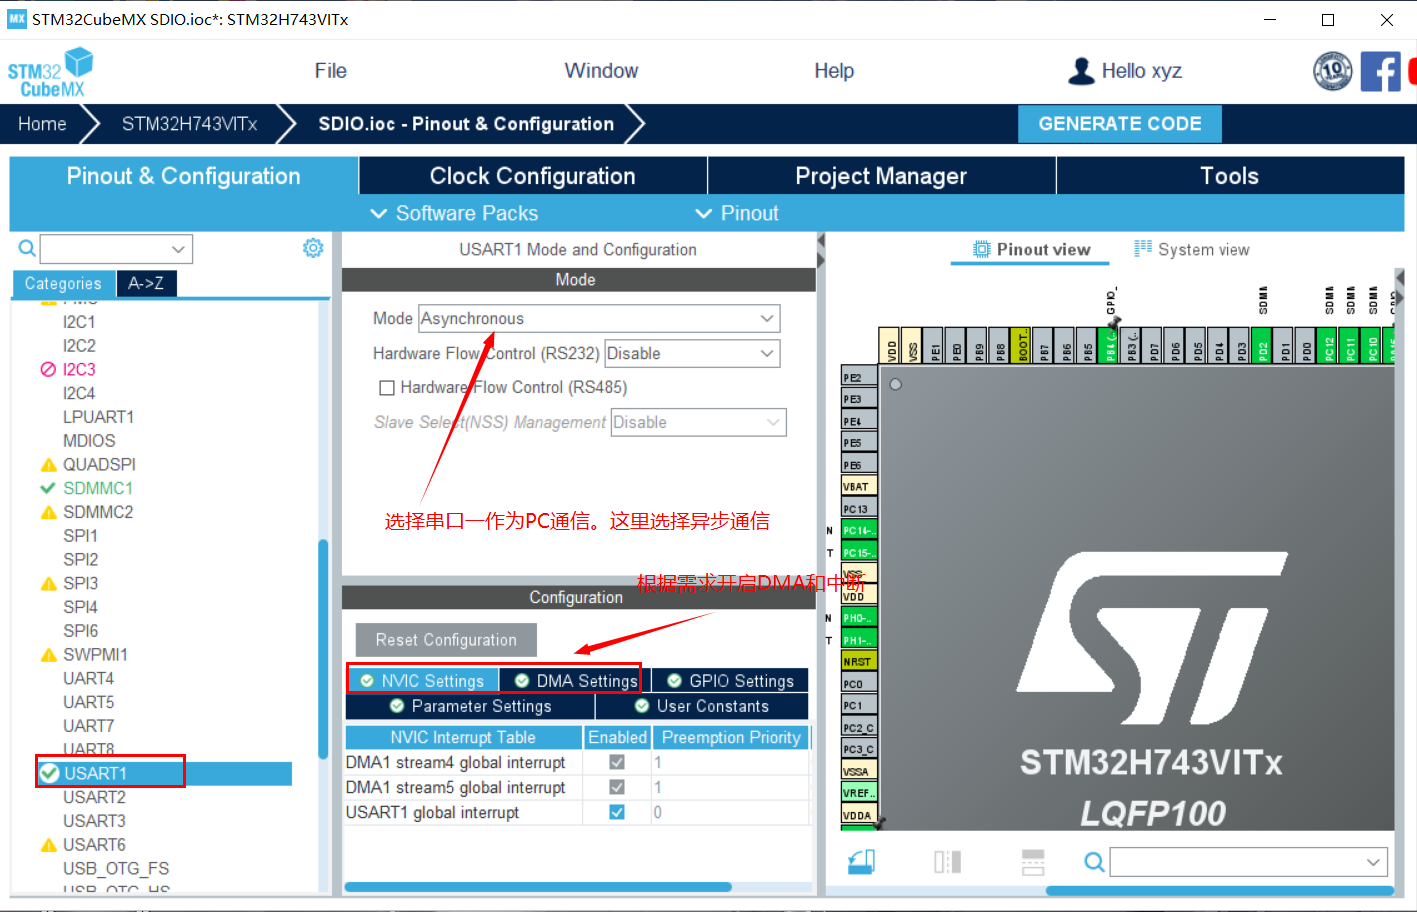 STM32CubeMX SDIO.ioc*: STM32H743VITx
STM32
CubeMX
File
Window
Help
Hello xyz
10
Home
STM32H743VITx
SDIO.ioc - Pinout & Configuration
GENERATE CODE
Pinout & Configuration
Clock Configuration
Project Manager
Tools
Software Packs
Pinout
Categories
A->Z
I2C1
I2C2
I2C3
I2C4
LPUART1
MDIOS
QUADSPI
SDMMC1
SDMMC2
SPI1
SPI2
SPI3
SPI4
SPI6
SWPMI1
UART4
UART5
UART7
UART8
USART1
USART2
USART3
USART6
USB_OTG_FS
USB_OTG_HS
USART1 Mode and Configuration
Mode
Mode Asynchronous
Hardware Flow Control (RS232) Disable
Hardware Flow Control (RS485)
Slave Select(NSS) Management Disable
选择串口一作为PC通信。这里选择异步通信
根据需求开启DMA和中断
Configuration
Reset Configuration
NVIC Settings
DMA Settings
GPIO Settings
Parameter Settings
User Constants
NVIC Interrupt Table Enabled Preemption Priority
DMA1 stream4 global interrupt 1
DMA1 stream5 global interrupt 1
USART1 global interrupt 0
Pinout view
System view
GPIO_
SDMA
SDMA
SDMA
SDMA
VDD
VSS
PE1
PE0
PB9
PB8
BOOT..
PB7
PB6
PB5
PB4 (..
PB3 (..
PD7
PD6
PD5
PD4
PD3
PD2
PD1
PD0
PC12
PC11
PC10
PE2
PE3
PE4
PE5
PE6
VBAT
PC13
N PC14-..
T PC15-..
VSS
VDD
N PH0-..
T PH1-..
NRST
PC0
PC1
PC2_C
PC3_C
VSSA
VREF..
VDDA
STM32H743VITx
LQFP100